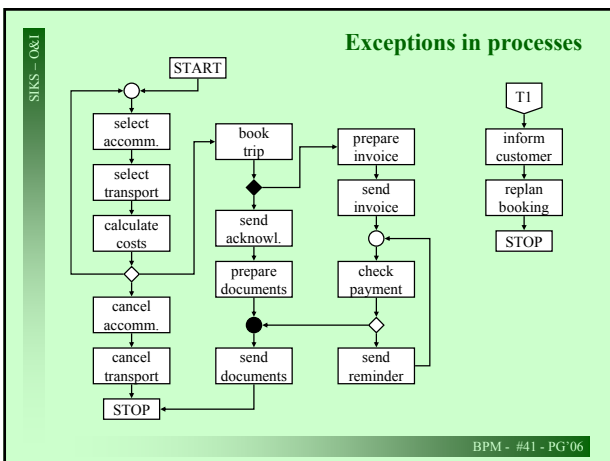 SIKS – O&I
Exceptions in processes
START
select
accomm.
select
transport
calculate
costs
cancel
accomm.
cancel
transport
STOP
book
trip
send
acknowl.
prepare
documents
send
documents
prepare
invoice
send
invoice
check
payment
send
reminder
T1
inform
customer
replan
booking
STOP
BPM - #41 - PG'06